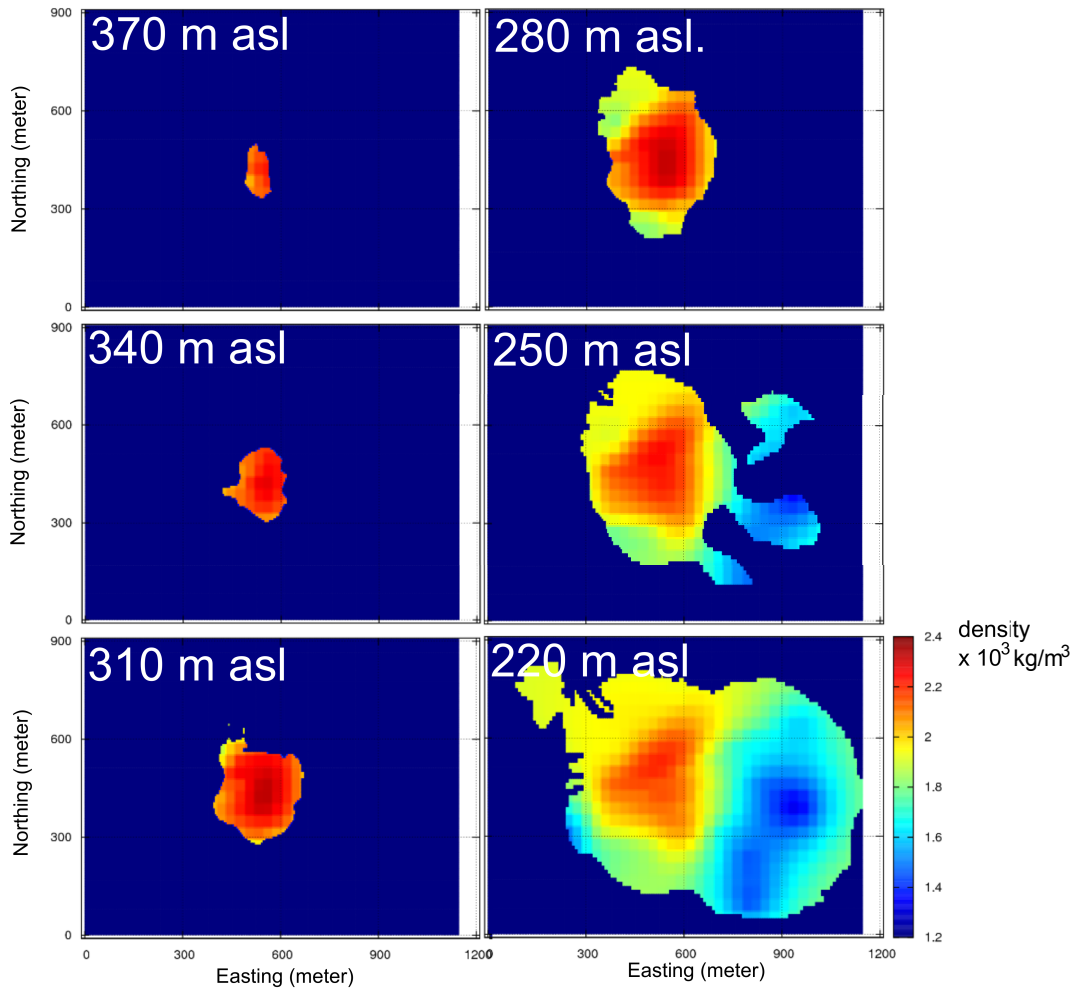 370 m asl
280 m asl.
900
600
300
0
Northing (meter)
340 m asl
250 m asl
900
600
300
0
Northing (meter)
310 m asl
220 m asl
900
600
300
0
Northing (meter)
0
300
600
900
1200
Easting (meter)
0
300
600
900
1200
Easting (meter)
density
x 10³ kg/m³
2.4
2.2
2
1.8
1.6
1.4
1.2